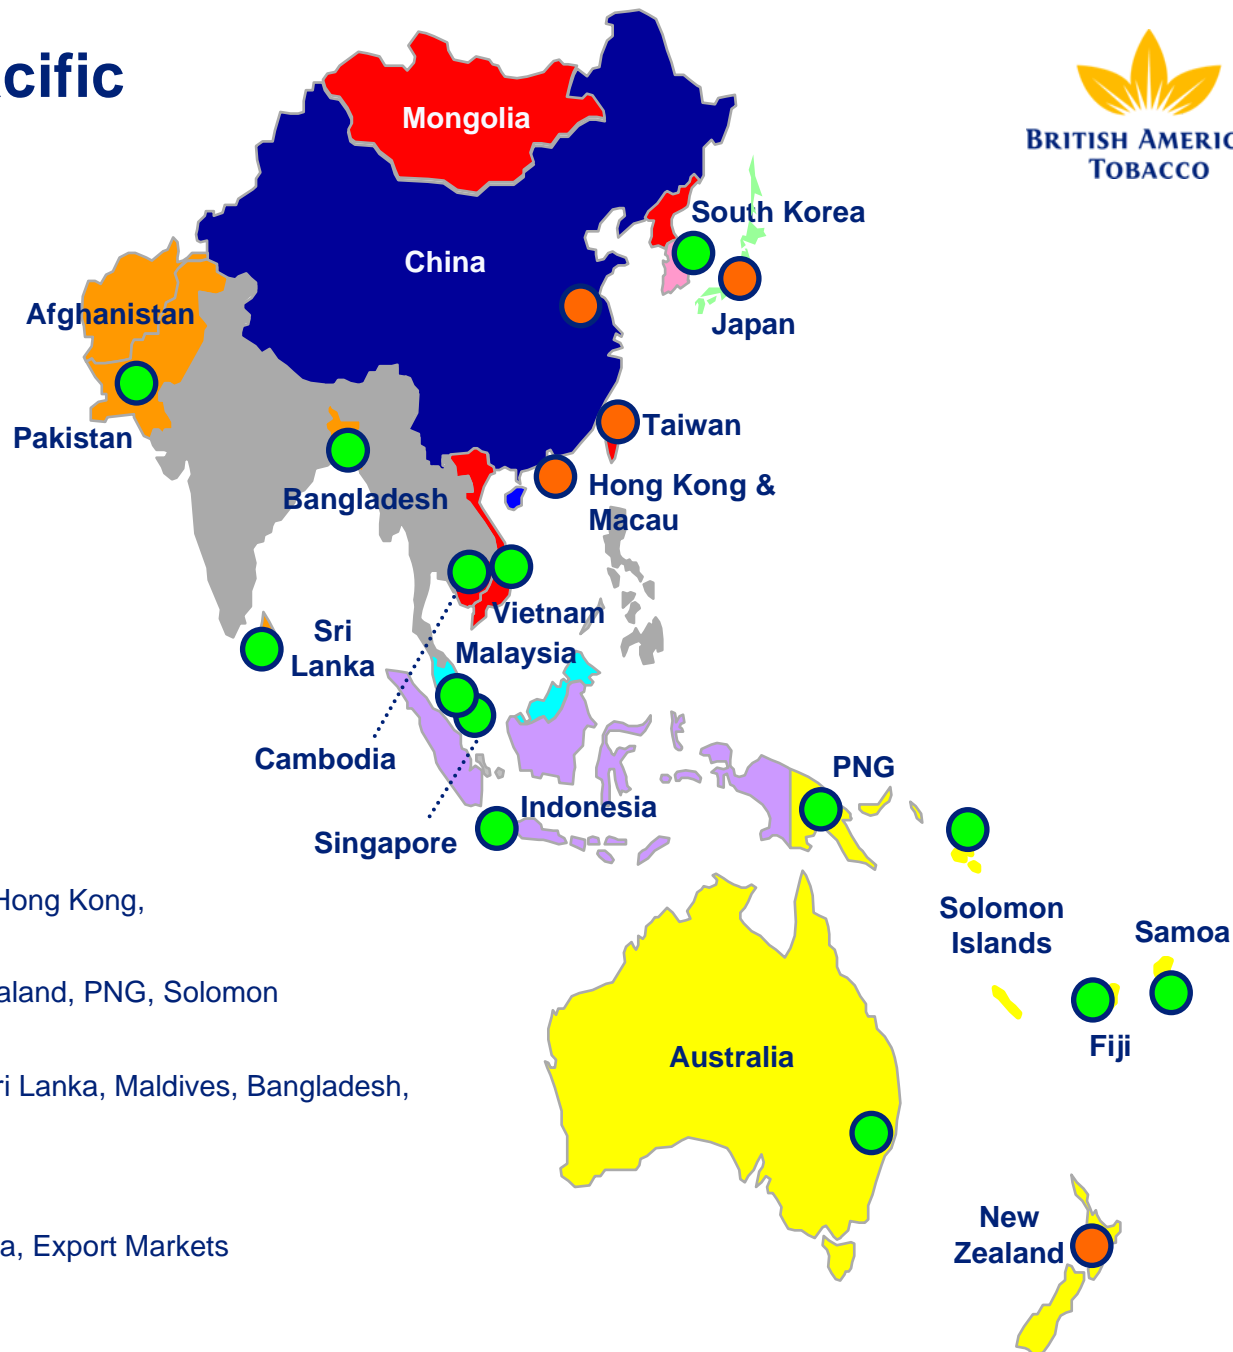 cific
BRITISH AMERIC
TOBACCO
Mongolia
South Korea
China
Afghanistan
Japan
Taiwan
Pakistan
Hong Kong &
Macau
Bangladesh
Vietnam
Sri
Lanka
Malaysia
Cambodia
PNG
Indonesia
Singapore
Hong Kong,
Solomon
Islands
Samoa
aland, PNG, Solomon
Fiji
Australia
ri Lanka, Maldives, Bangladesh,
New
Zealand
a, Export Markets